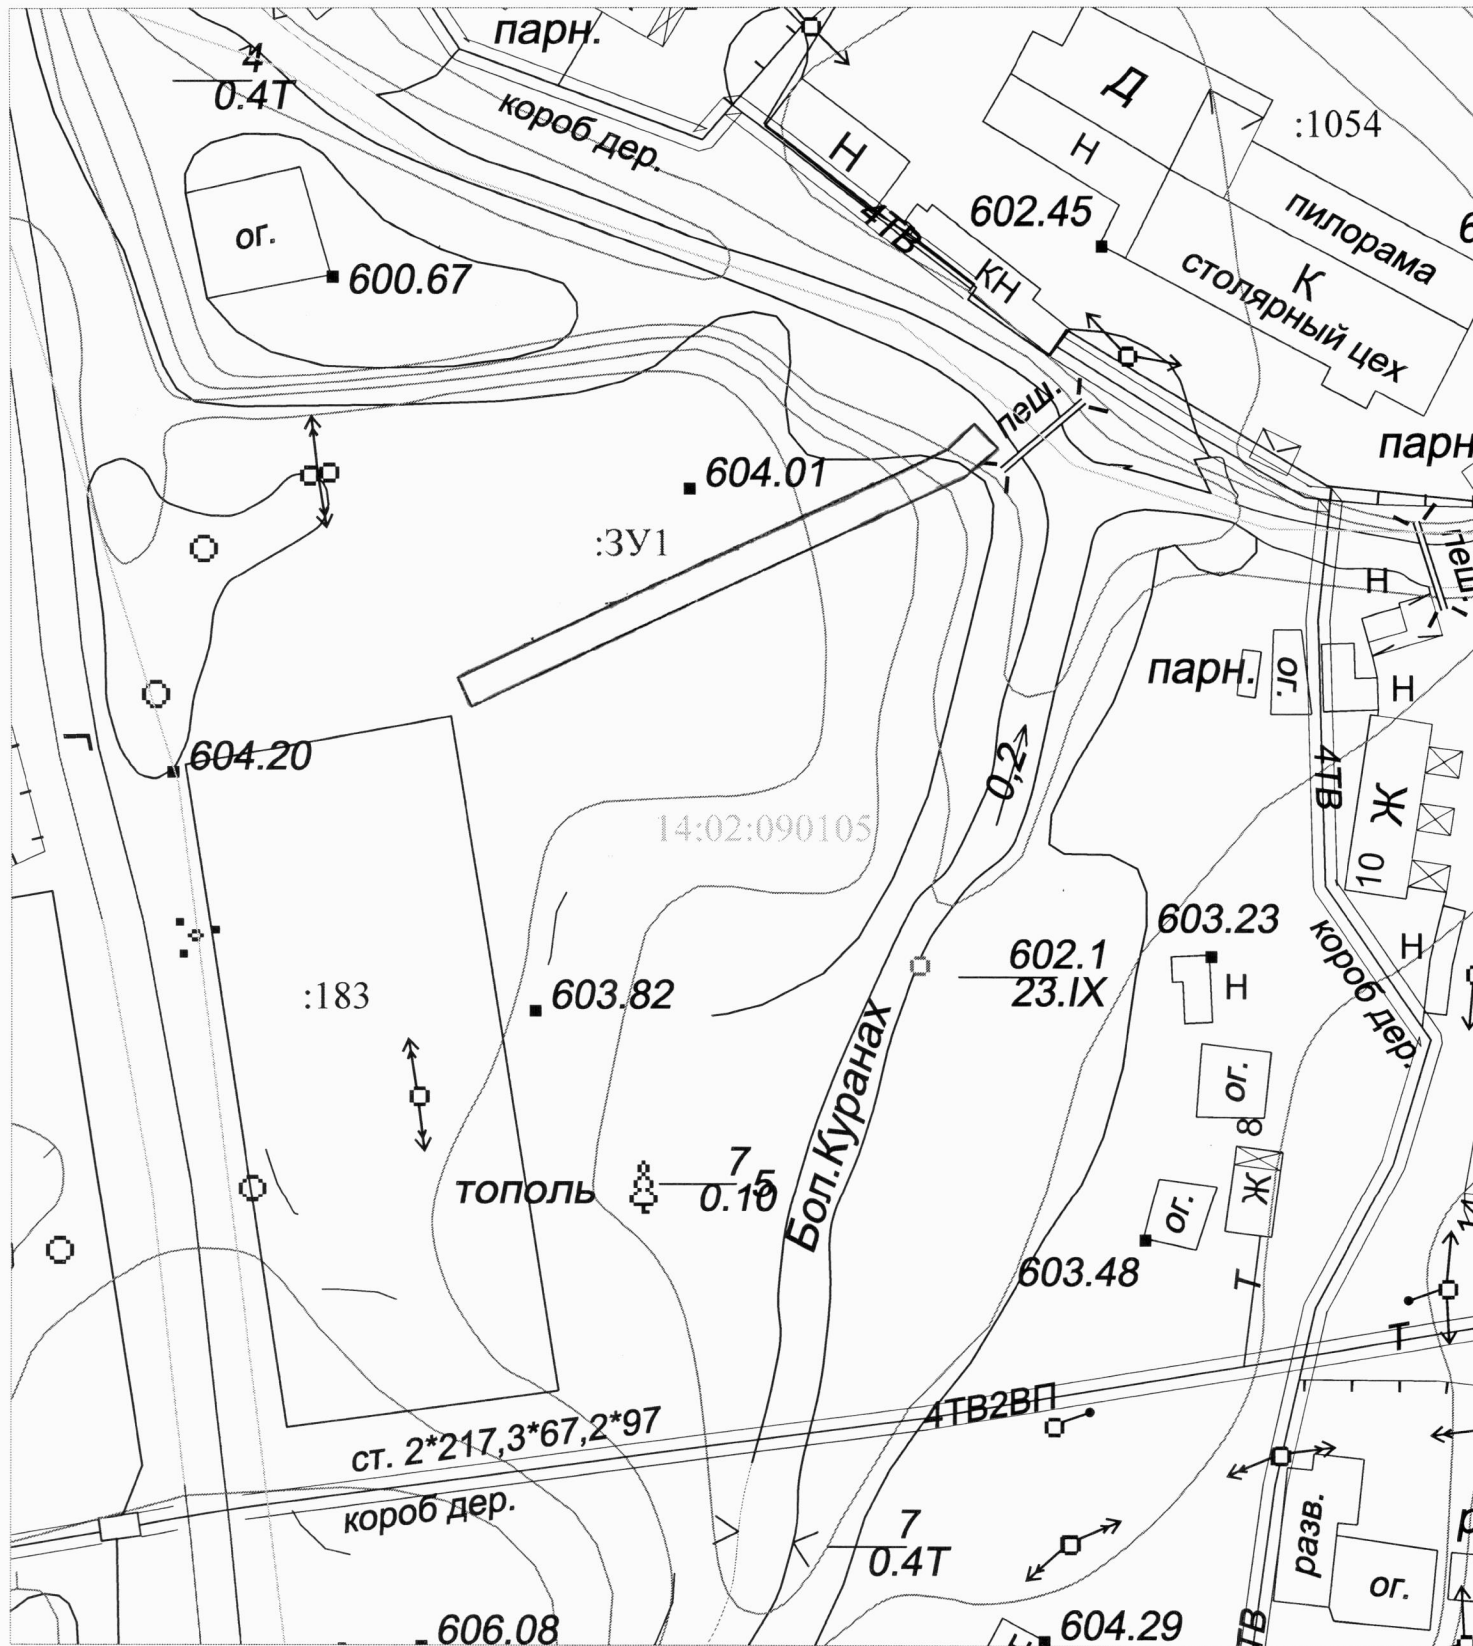 парн.
4
0.4Т
короб дер.
Н
Д
Н
:1054
602.45
пилорама
К
столярный цех
4ТВ
КН
ог.
600.67
пеш.
парн
604.01
:ЗУ1
пеш.
Н
парн.
ог.
Н
604.20
0,2
4ТВ
Ж
10
14:02:090105
603.23
Н
короб дер.
602.1
23.IX
Н
:183
603.82
Бол.Куранах
ог.
8
Ж
ог.
тополь
7
0.10
5
603.48
Т
Т
14
4ТВ2ВП
ст. 2*217,3*67,2*97
короб дер.
7
0.4Т
разв.
ог.
606.08
604.29
ТВ